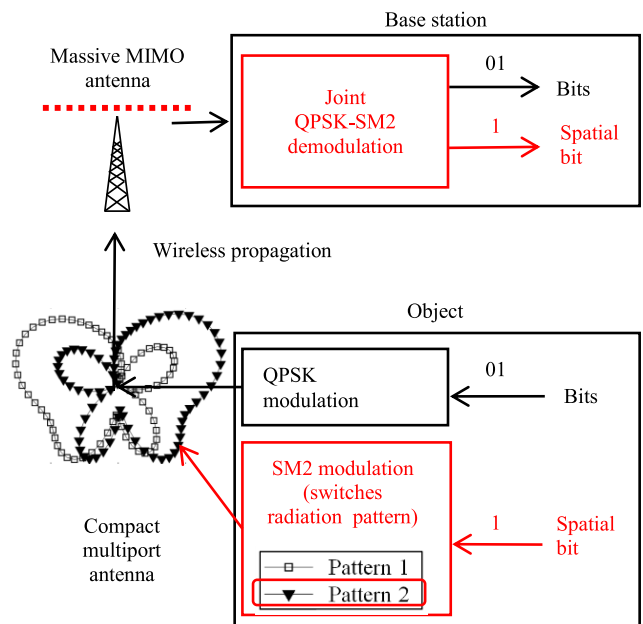 Base station
Massive MIMO
antenna
Joint
QPSK-SM2
demodulation
01
Bits
1
Spatial
bit
Wireless propagation
Object
QPSK
modulation
01
Bits
SM2 modulation
(switches
radiation pattern)
1
Spatial
bit
Pattern 1
Pattern 2
Compact
multiport
antenna